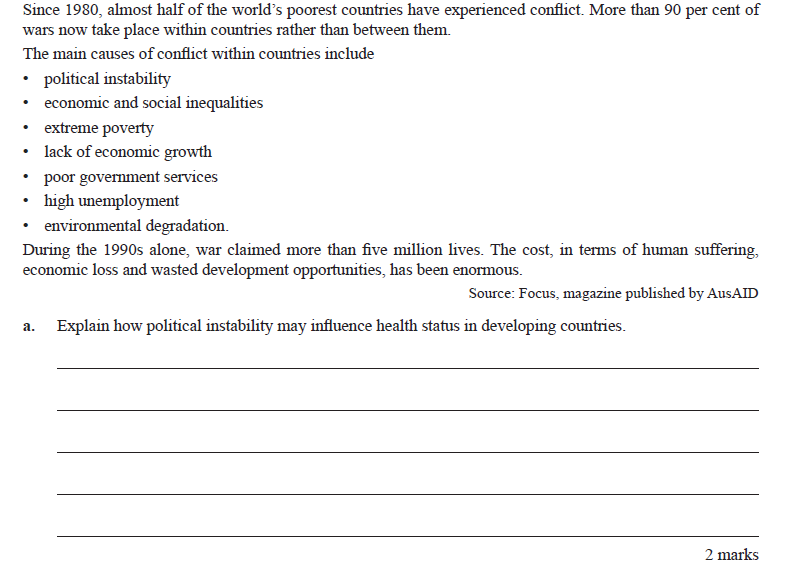 Since 1980, almost half of the world's poorest countries have experienced conflict. More than 90 per cent of
wars now take place within countries rather than between them.
The main causes of conflict within countries include
• political instability
• economic and social inequalities
• extreme poverty
• lack of economic growth
• poor government services
• high unemployment
• environmental degradation.
During the 1990s alone, war claimed more than five million lives. The cost, in terms of human suffering,
economic loss and wasted development opportunities, has been enormous.
Source: Focus, magazine published by AusAID
a. Explain how political instability may influence health status in developing countries.
2 marks